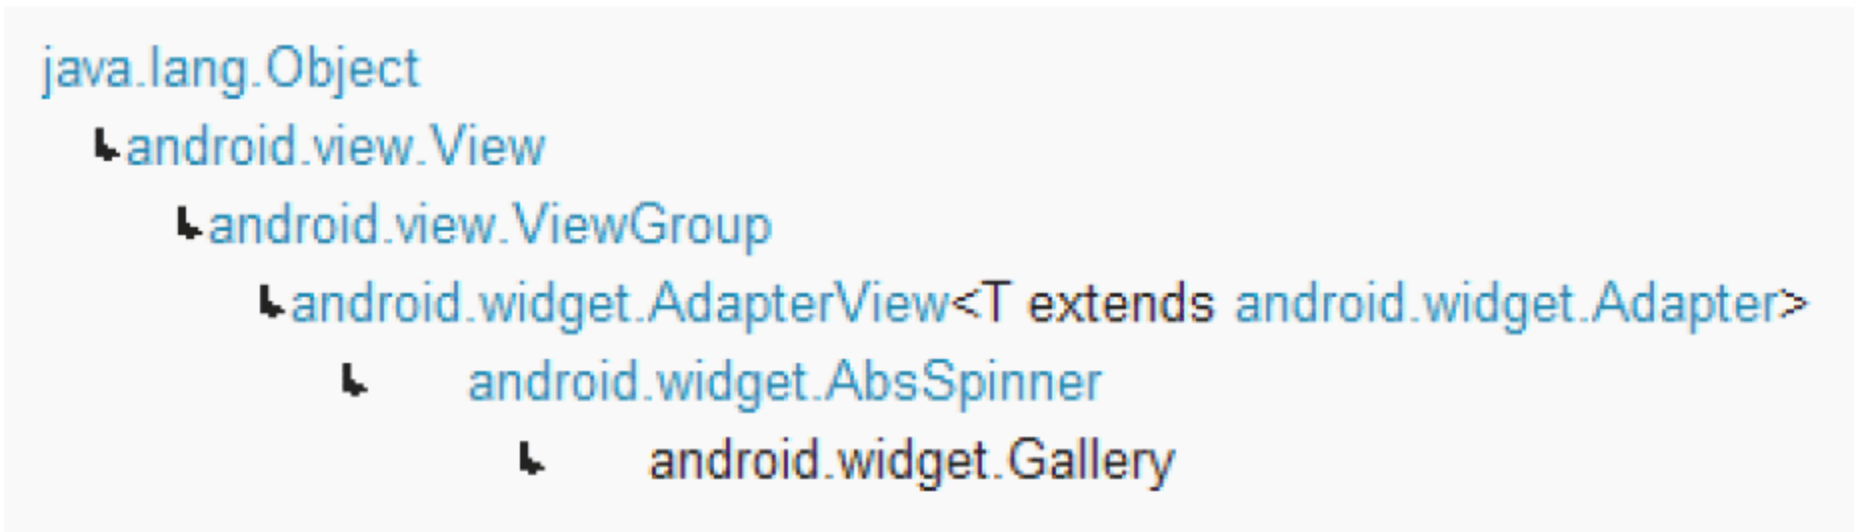 java.lang.Object
android.view.View
android.view.ViewGroup
android.widget.AdapterView<T extends android.widget.Adapter>
android.widget.AbsSpinner
android.widget.Gallery